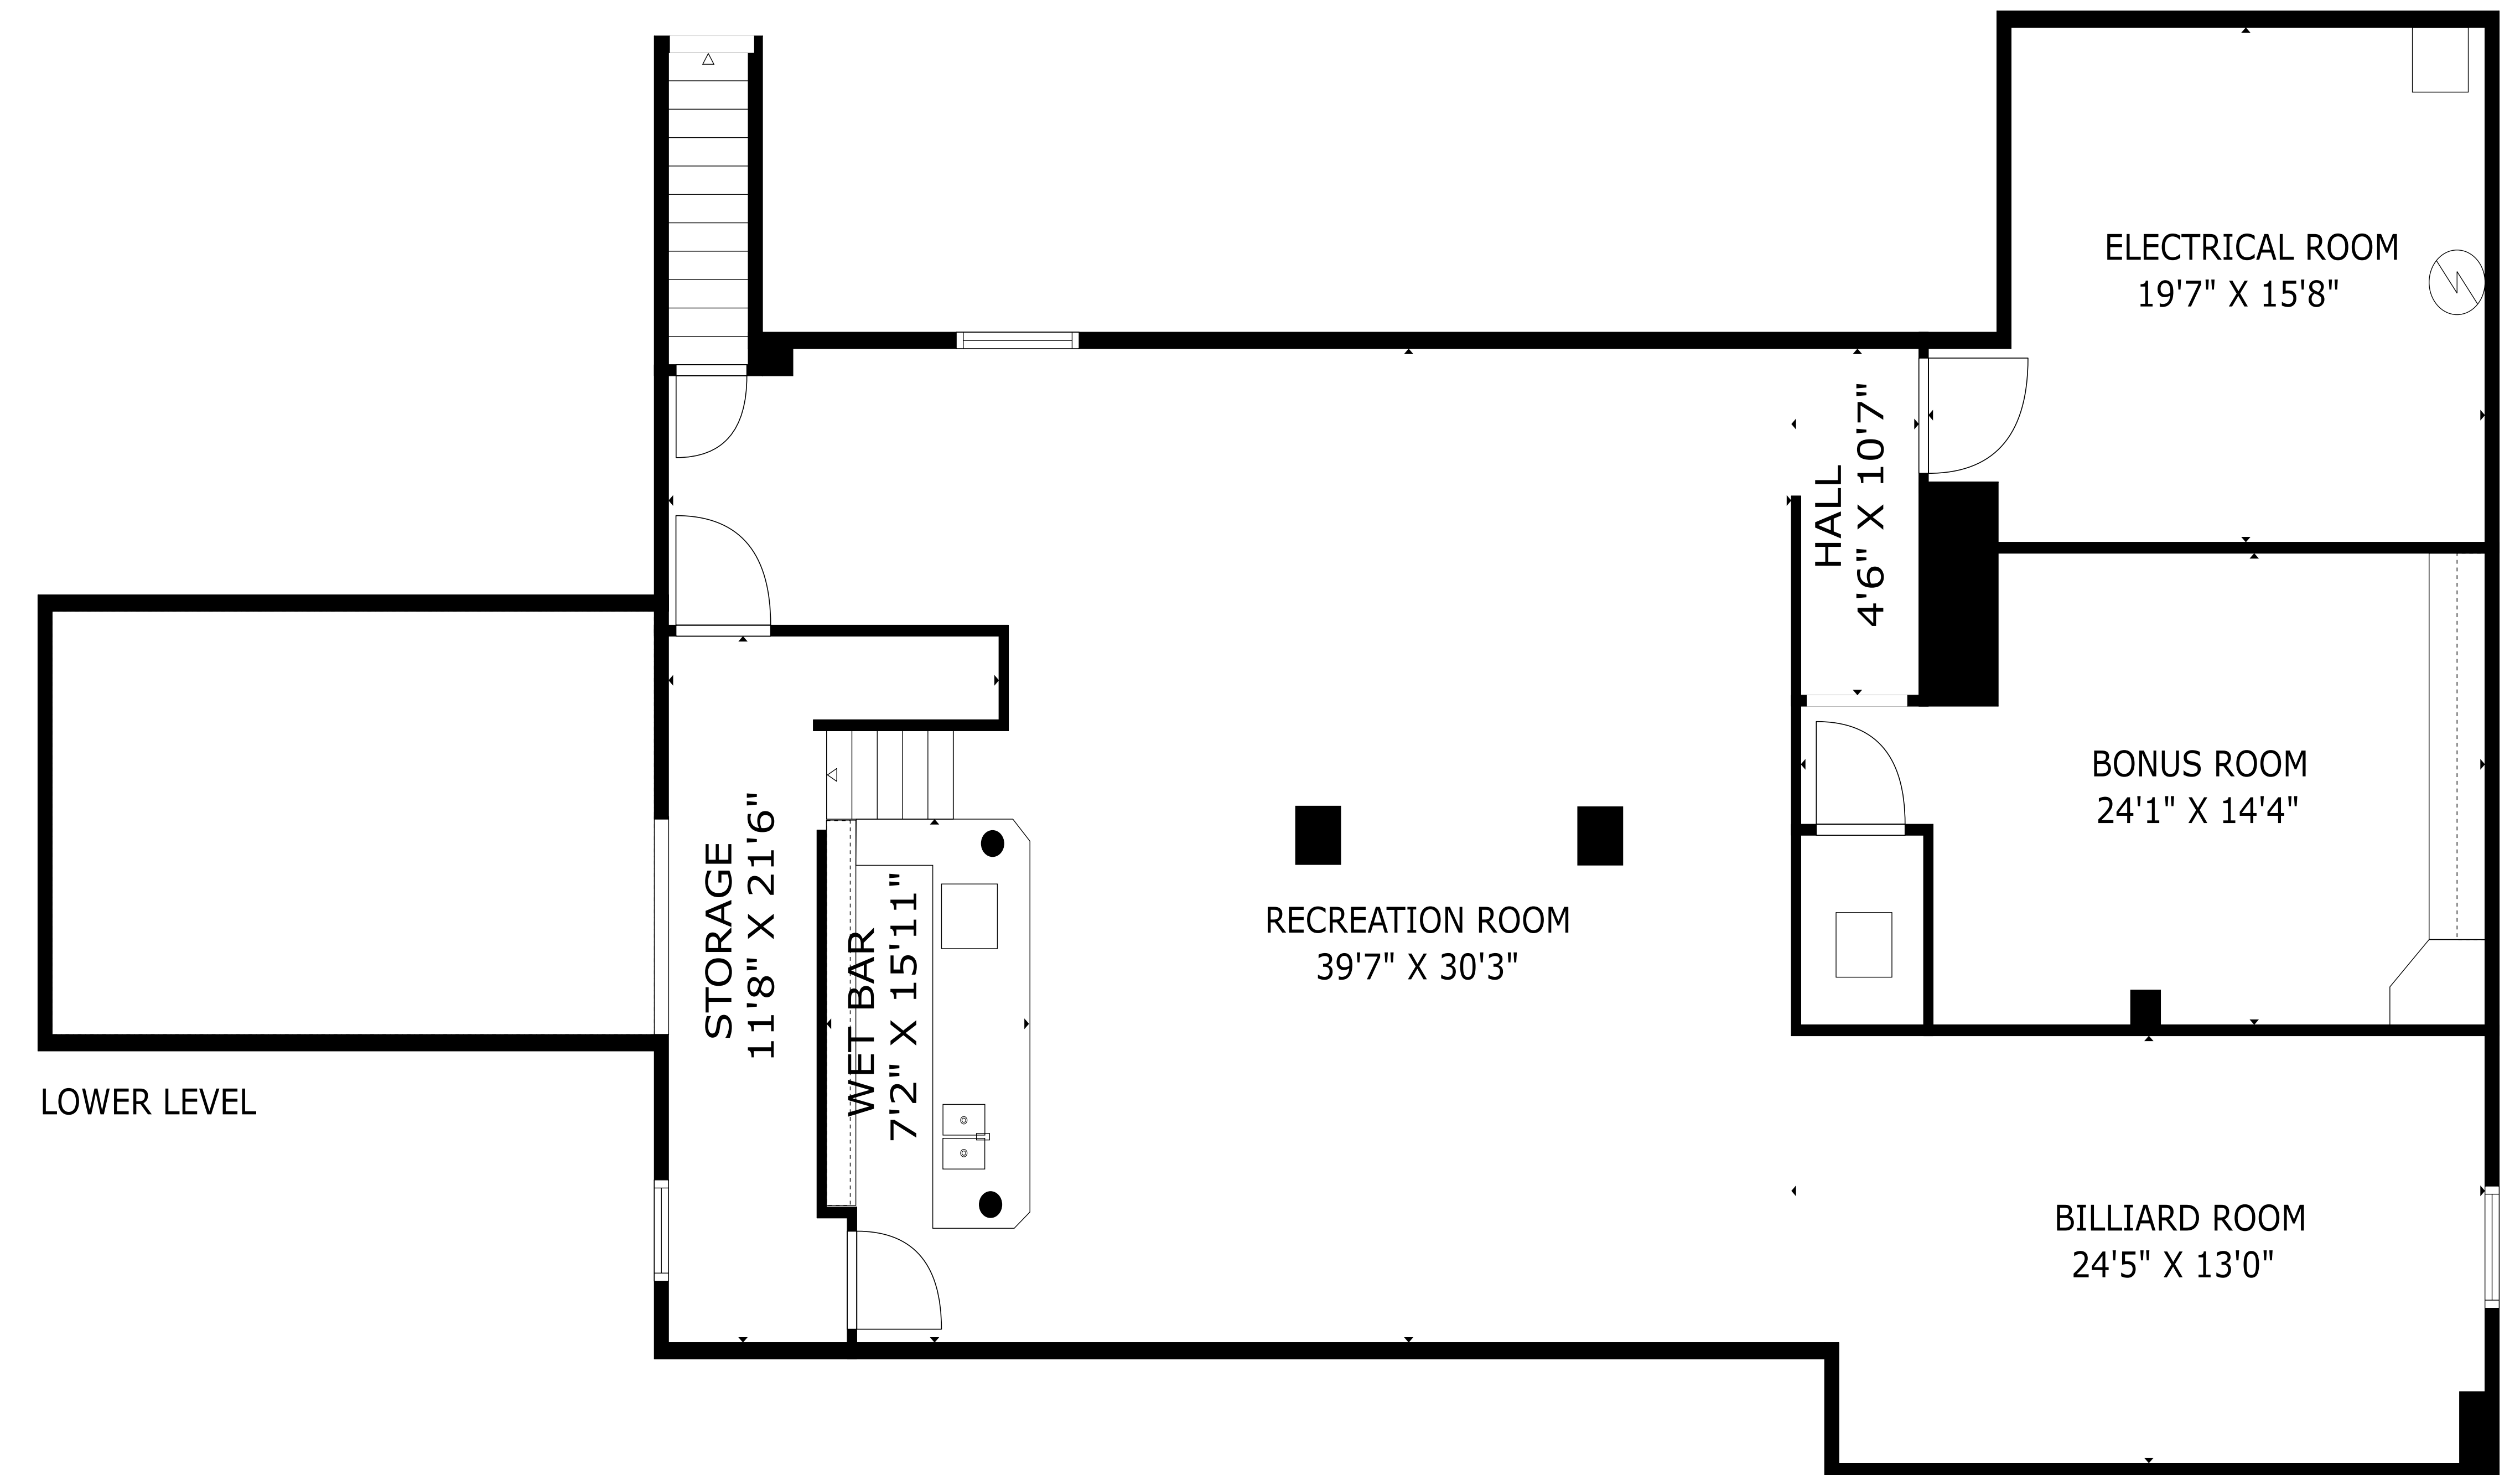 ELECTRICAL ROOM
19'7" X 15'8"
HALL
4'6" X 10'7"
BONUS ROOM
24'1" X 14'4"
STORAGE
11'8" X 21'6"
WET BAR
7'2" X 15'11"
RECREATION ROOM
39'7" X 30'3"
LOWER LEVEL
BILLIARD ROOM
24'5" X 13'0"